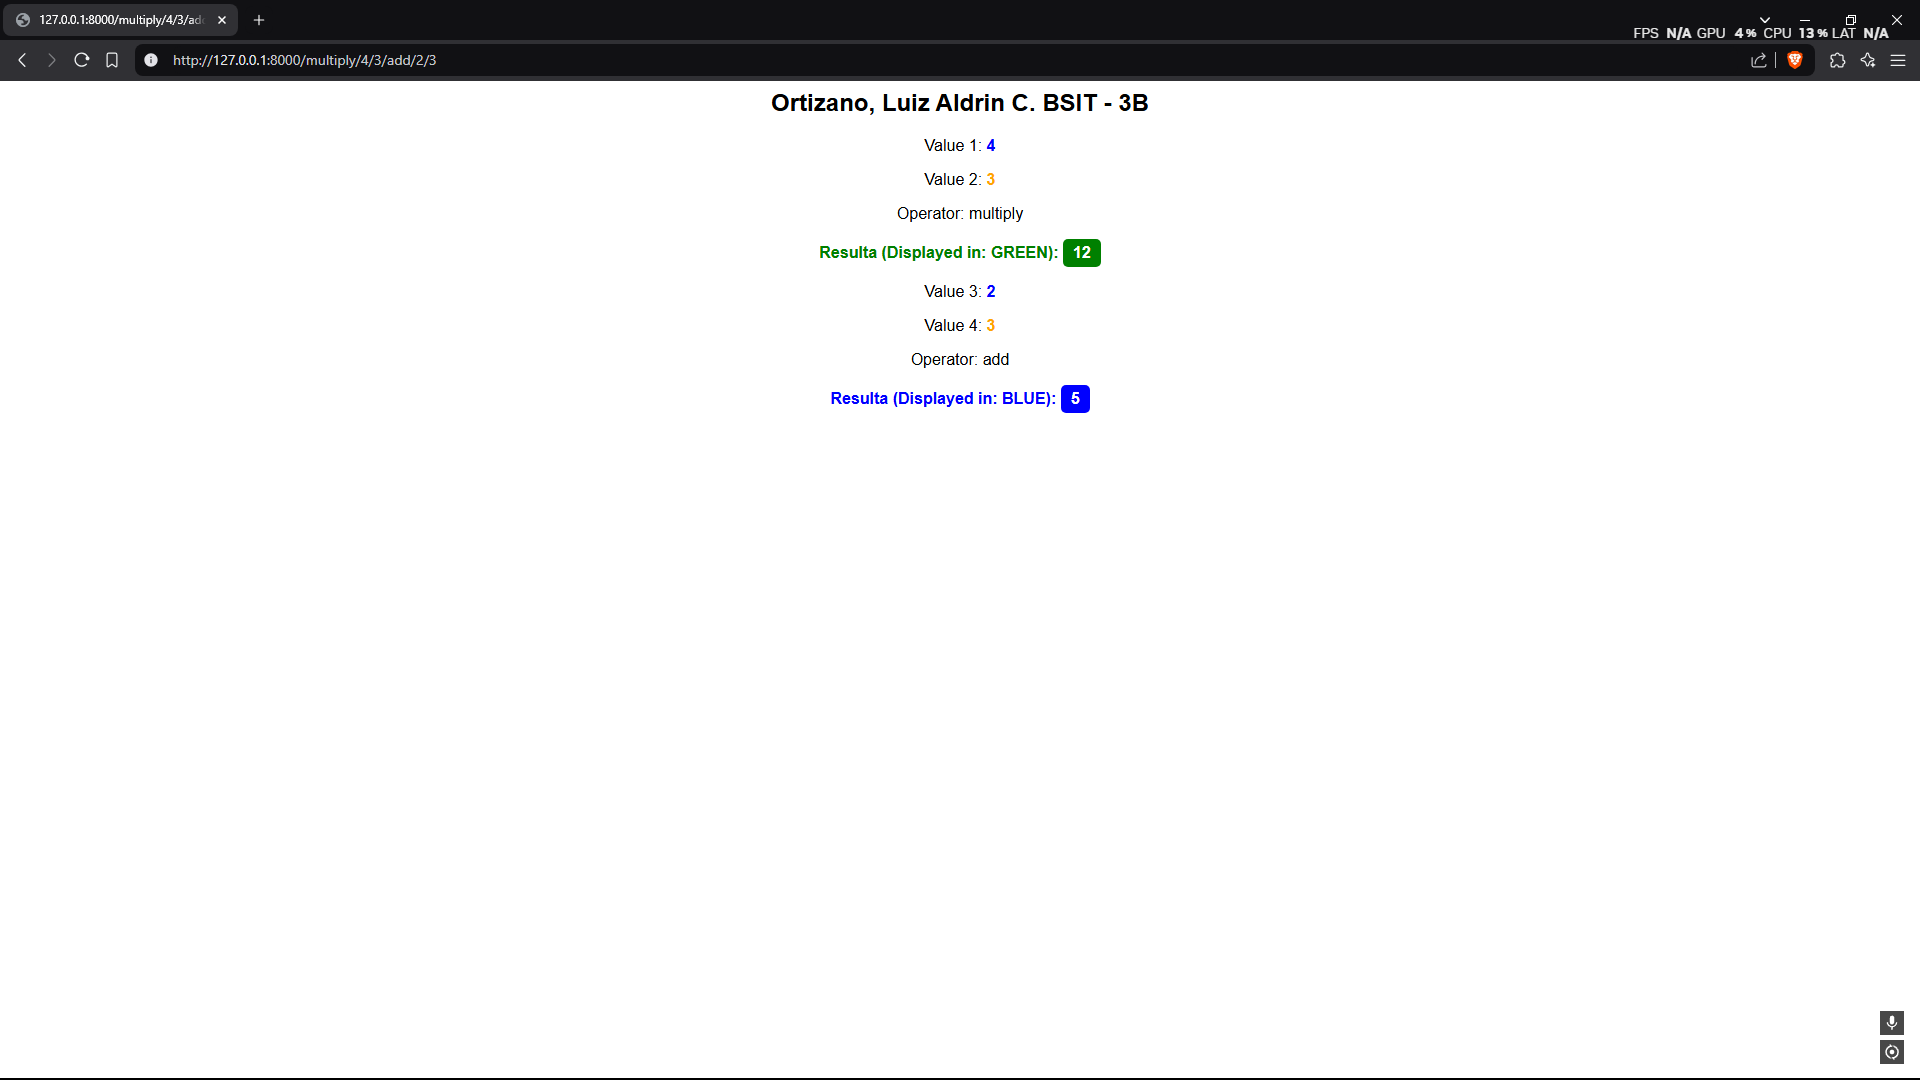 127.0.0.1:8000/multiply/4/3/ad
FPS N/A GPU 4% CPU 13% LAT N/A
http://127.0.0.1:8000/multiply/4/3/add/2/3
Ortizano, Luiz Aldrin C. BSIT - 3B
Value 1: 4
Value 2: 3
Operator: multiply
Resulta (Displayed in: GREEN): 12
Value 3: 2
Value 4: 3
Operator: add
Resulta (Displayed in: BLUE): 5